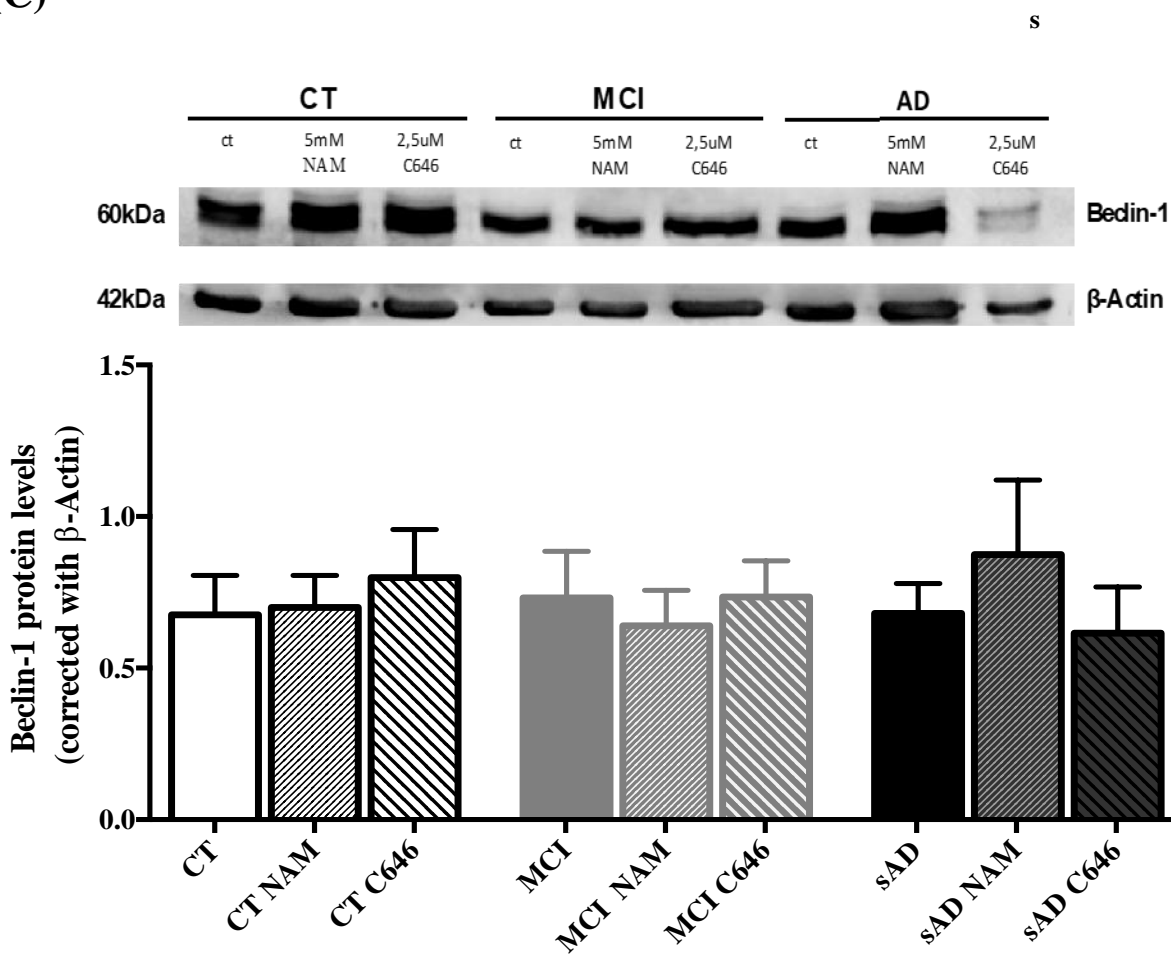 (C)
s
CT MCI AD
ct 5mM 2,5uM ct 5mM 2,5uM ct 5mM 2,5uM
NAM C646 NAM C646 NAM C646
60kDa Beclin-1
42kDa β-Actin
1.5
1.0
0.5
0.0
Beclin-1 protein levels
(corrected with β-Actin)
CT
CT NAM
CT C646
MCI
MCI NAM
MCI C646
sAD
sAD NAM
sAD C646